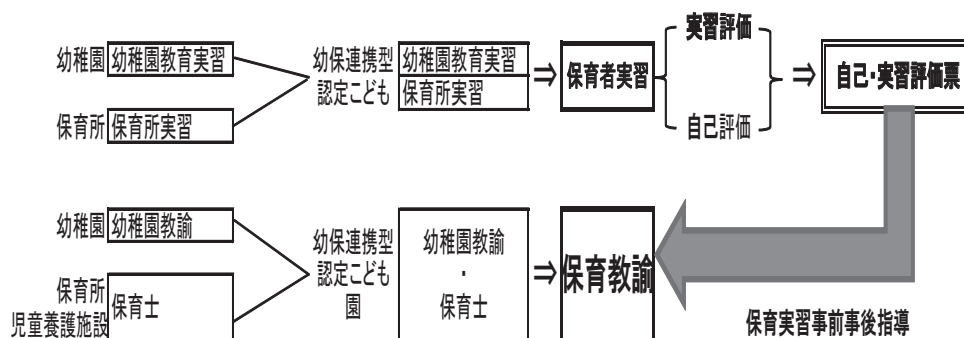 実習評価
幼稚園 幼稚園教育実習
幼保連携型
認定こども
幼稚園教育実習
保育所実習
⇒
保育者実習
⇒
自己・実習評価票
保育所 保育所実習
自己評価
幼稚園 幼稚園教諭
保育所
児童養護施設
保育士
幼保連携型
認定こども
園
幼稚園教諭
・
保育士
⇒
保育教諭
保育実習事前事後指導